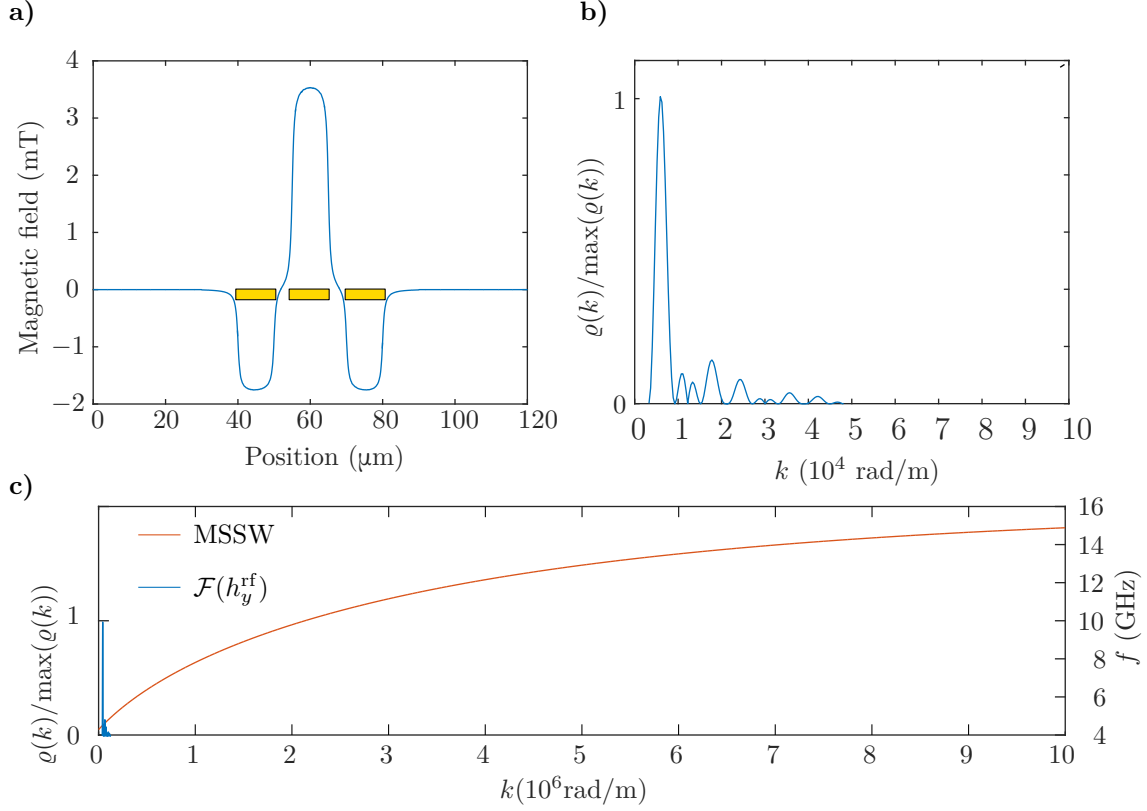 a)
4
3
2
1
0
−1
−2
0
20
40
60
80
100
120
Magnetic field (mT)
Position (µm)
b)
1
0
0 1 2 3 4 5 6 7 8 9 10
ϱ(k)/max(ϱ(k))
k (10⁴ rad/m)
c)
MSSW
ℱ(h_y^rf)
1
0
ϱ(k)/max(ϱ(k))
0 1 2 3 4 5 6 7 8 9 10
k(10⁶rad/m)
16
14
12
10
8
6
4
f (GHz)